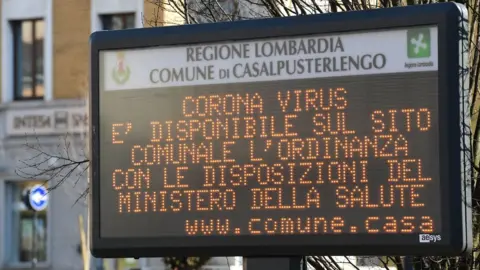 REGIONE LOMBARDIA
COMUNE DI CASALPUSTERLENGO
CORONA VIRUS
E' DISPONIBILE SUL SITO
COMUNALE L'ORDINANZA
CON LE DISPOSIZIONI DEL
MINISTERO DELLA SALUTE
www.comune.casa
INTESA